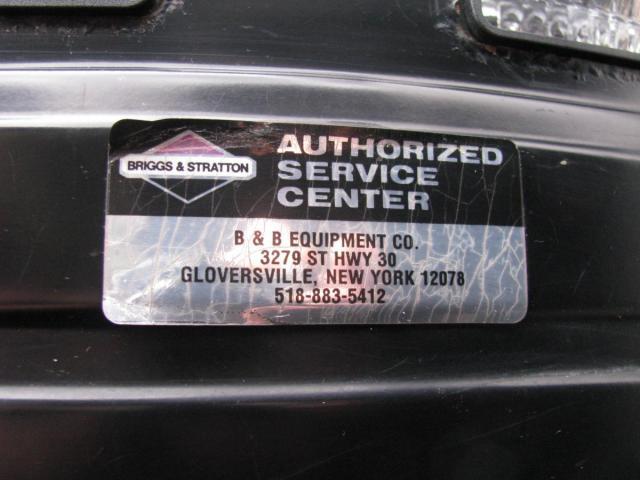 BRIGGS & STRATTON
AUTHORIZED
SERVICE
CENTER
B & B EQUIPMENT CO.
3279 ST HWY 30
GLOVERSVILLE, NEW YORK 12078
518-883-5412